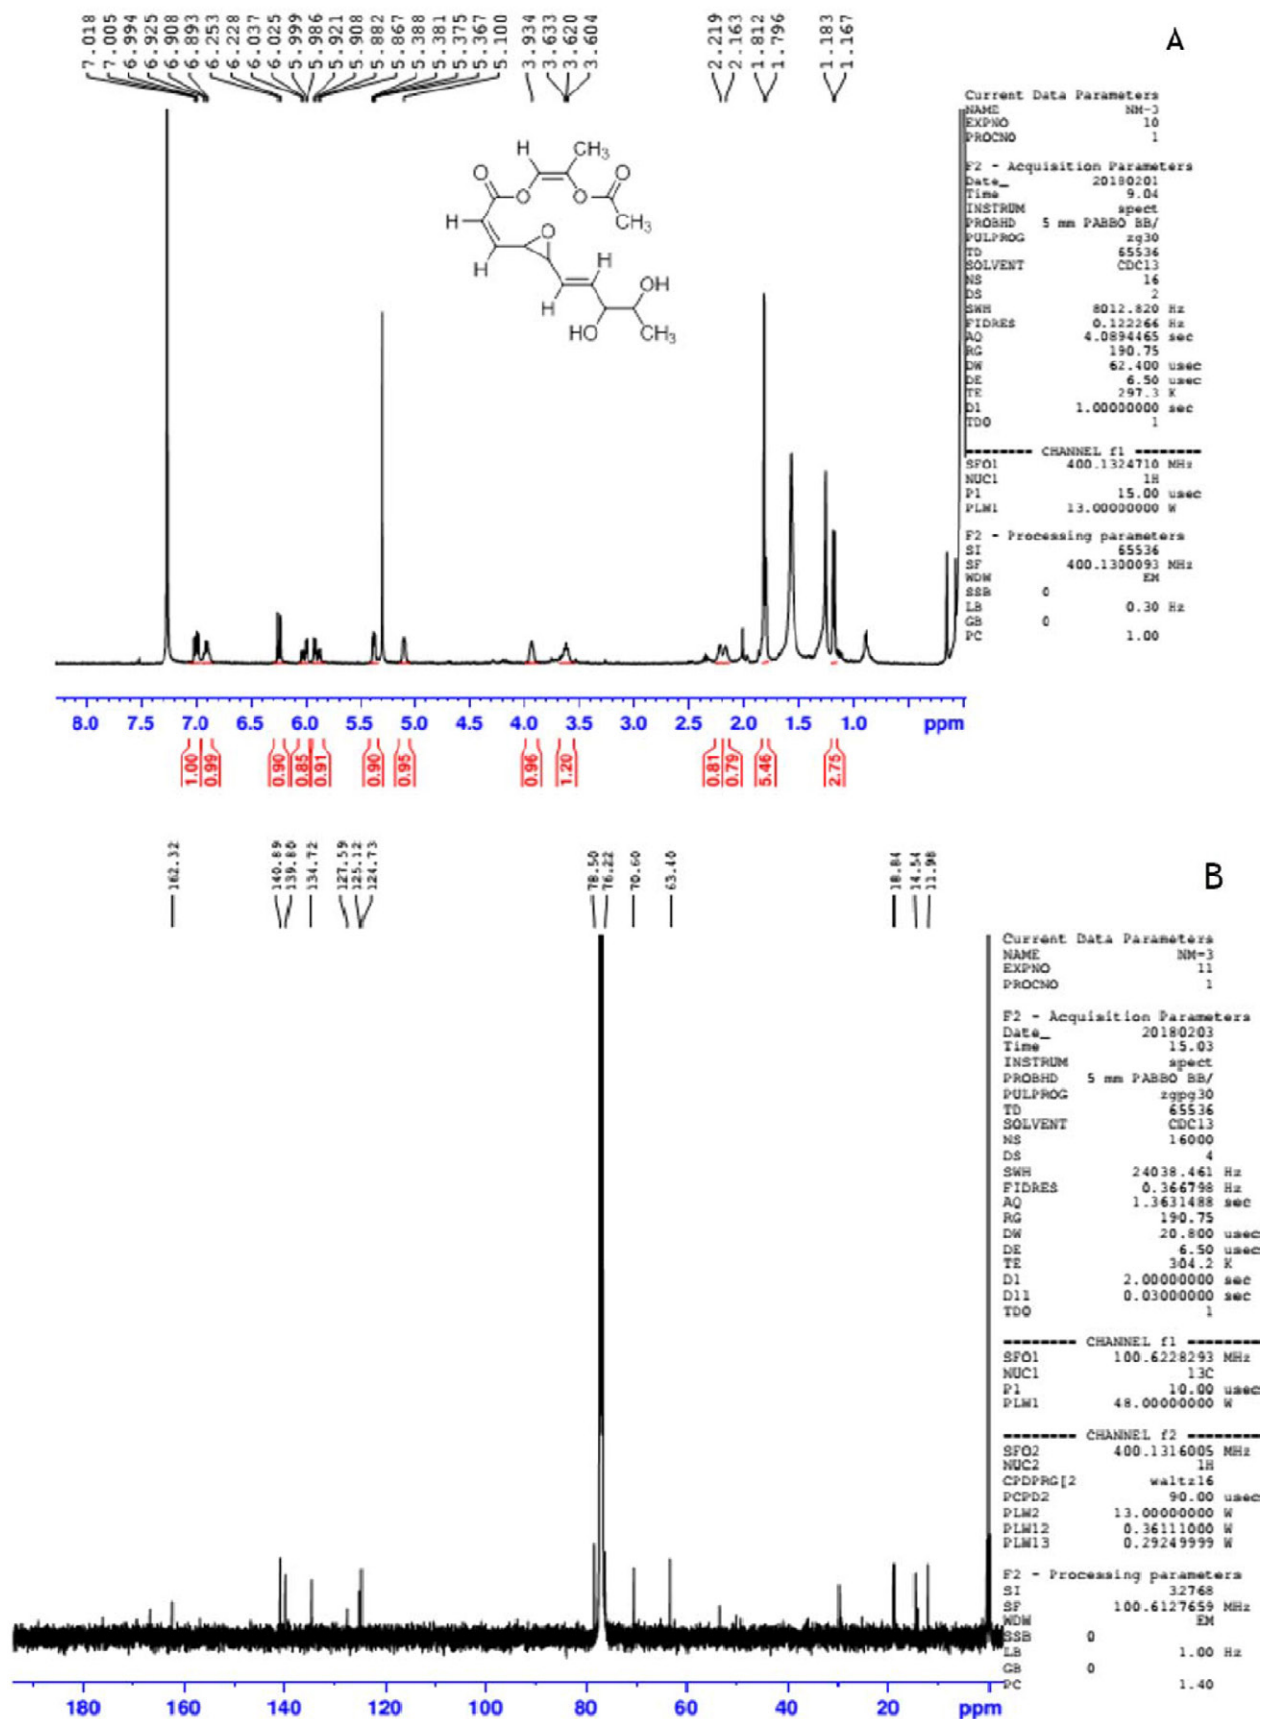 7.018
7.005
6.994
6.925
6.908
6.893
6.253
6.228
6.037
6.025
5.999
5.986
5.921
5.908
5.882
5.867
5.388
5.381
5.375
5.367
5.100
3.934
3.633
3.620
3.604
2.219
2.163
1.812
1.796
1.183
1.167
A
H CH3
O O O O
CH3
H
O
H H
OH
H
HO CH3
Current Data Parameters
NAME NM-3
EXPNO 10
PROCNO 1
F2 - Acquisition Parameters
Date_ 20180201
Time 9.04
INSTRUM spect
PROBHD 5 mm PABBO BB/
PULPROG zg30
TD 65536
SOLVENT CDCl3
NS 16
DS 2
SWH 8012.820 Hz
FIDRES 0.122266 Hz
AQ 4.0894465 sec
RG 190.75
DW 62.400 usec
DE 6.50 usec
TE 297.3 K
D1 1.00000000 sec
TD0 1
======== CHANNEL f1 ========
SFO1 400.1324710 MHz
NUC1 1H
P1 15.00 usec
PLW1 13.00000000 W
F2 - Processing parameters
SI 65536
SF 400.1300093 MHz
WDW EM
SSB 0
LB 0.30 Hz
GB 0
PC 1.00
8.0 7.5 7.0 6.5 6.0 5.5 5.0 4.5 4.0 3.5 3.0 2.5 2.0 1.5 1.0 ppm
1.00
0.99
0.90
0.85
0.91
0.90
0.95
0.96
1.20
0.81
0.79
5.46
2.75
162.32
140.89
139.80
134.72
127.59
125.12
124.73
78.50
76.22
70.60
63.40
18.84
14.54
11.98
B
Current Data Parameters
NAME NM-3
EXPNO 11
PROCNO 1
F2 - Acquisition Parameters
Date_ 20180203
Time 15.03
INSTRUM spect
PROBHD 5 mm PABBO BB/
PULPROG zgpg30
TD 65536
SOLVENT CDCl3
NS 16000
DS 4
SWH 24038.461 Hz
FIDRES 0.366798 Hz
AQ 1.3631488 sec
RG 190.75
DW 20.800 usec
DE 6.50 usec
TE 304.2 K
D1 2.00000000 sec
D11 0.03000000 sec
TD0 1
======== CHANNEL f1 ========
SFO1 100.6228293 MHz
NUC1 13C
P1 10.00 usec
PLW1 48.00000000 W
======== CHANNEL f2 ========
SFO2 400.1316005 MHz
NUC2 1H
CPDPRG[2 waltz16
PCPD2 90.00 usec
PLW2 13.00000000 W
PLW12 0.36111000 W
PLW13 0.29249999 W
F2 - Processing parameters
SI 32768
SF 100.6127659 MHz
WDW EM
SSB 0
LB 1.00 Hz
GB 0
PC 1.40
180 160 140 120 100 80 60 40 20 ppm